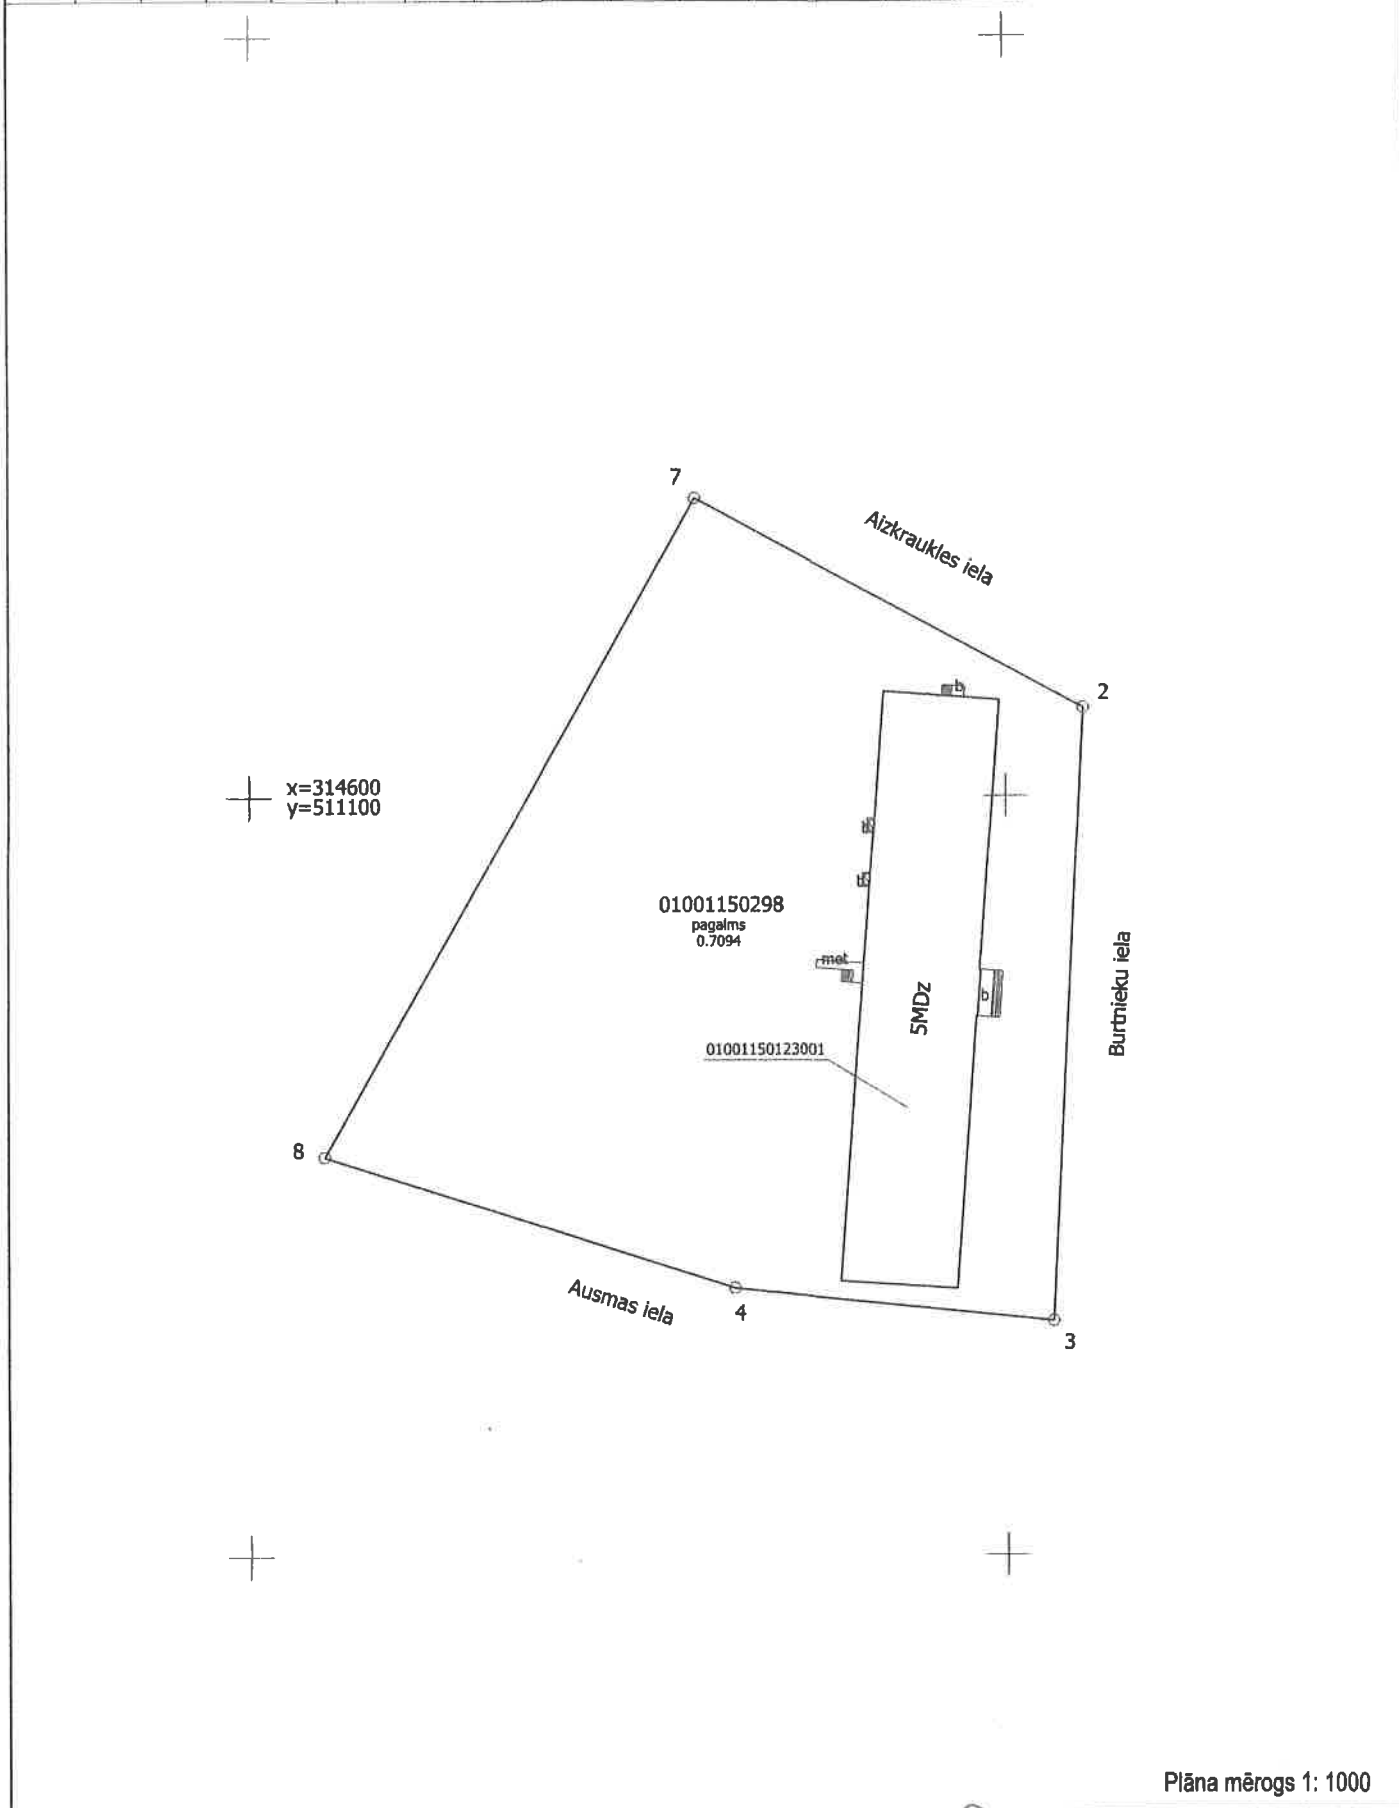 7
Aizkraukles iela
2
x=314600
y=511100
01001150298
pagalms
0.7094
b
b
met
5MDz
b
Burtnieku iela
01001150123001
8
Ausmas iela
4
3
Plāna mērogs 1: 1000